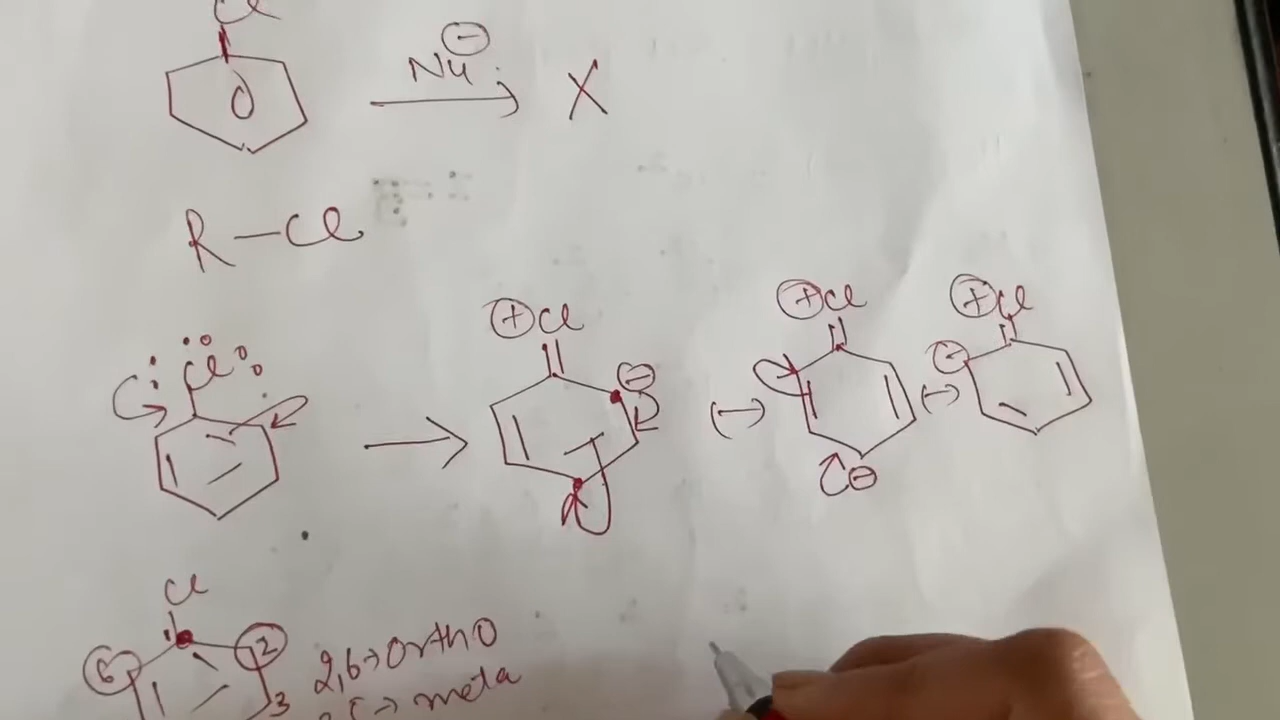 Cl
Nu ⊖
X
R—Cl
Cl
⊕Cl ⊖
⊕Cl ⊖
⊕Cl ⊖
Cl
6 2 3
2,6→ortho
→meta